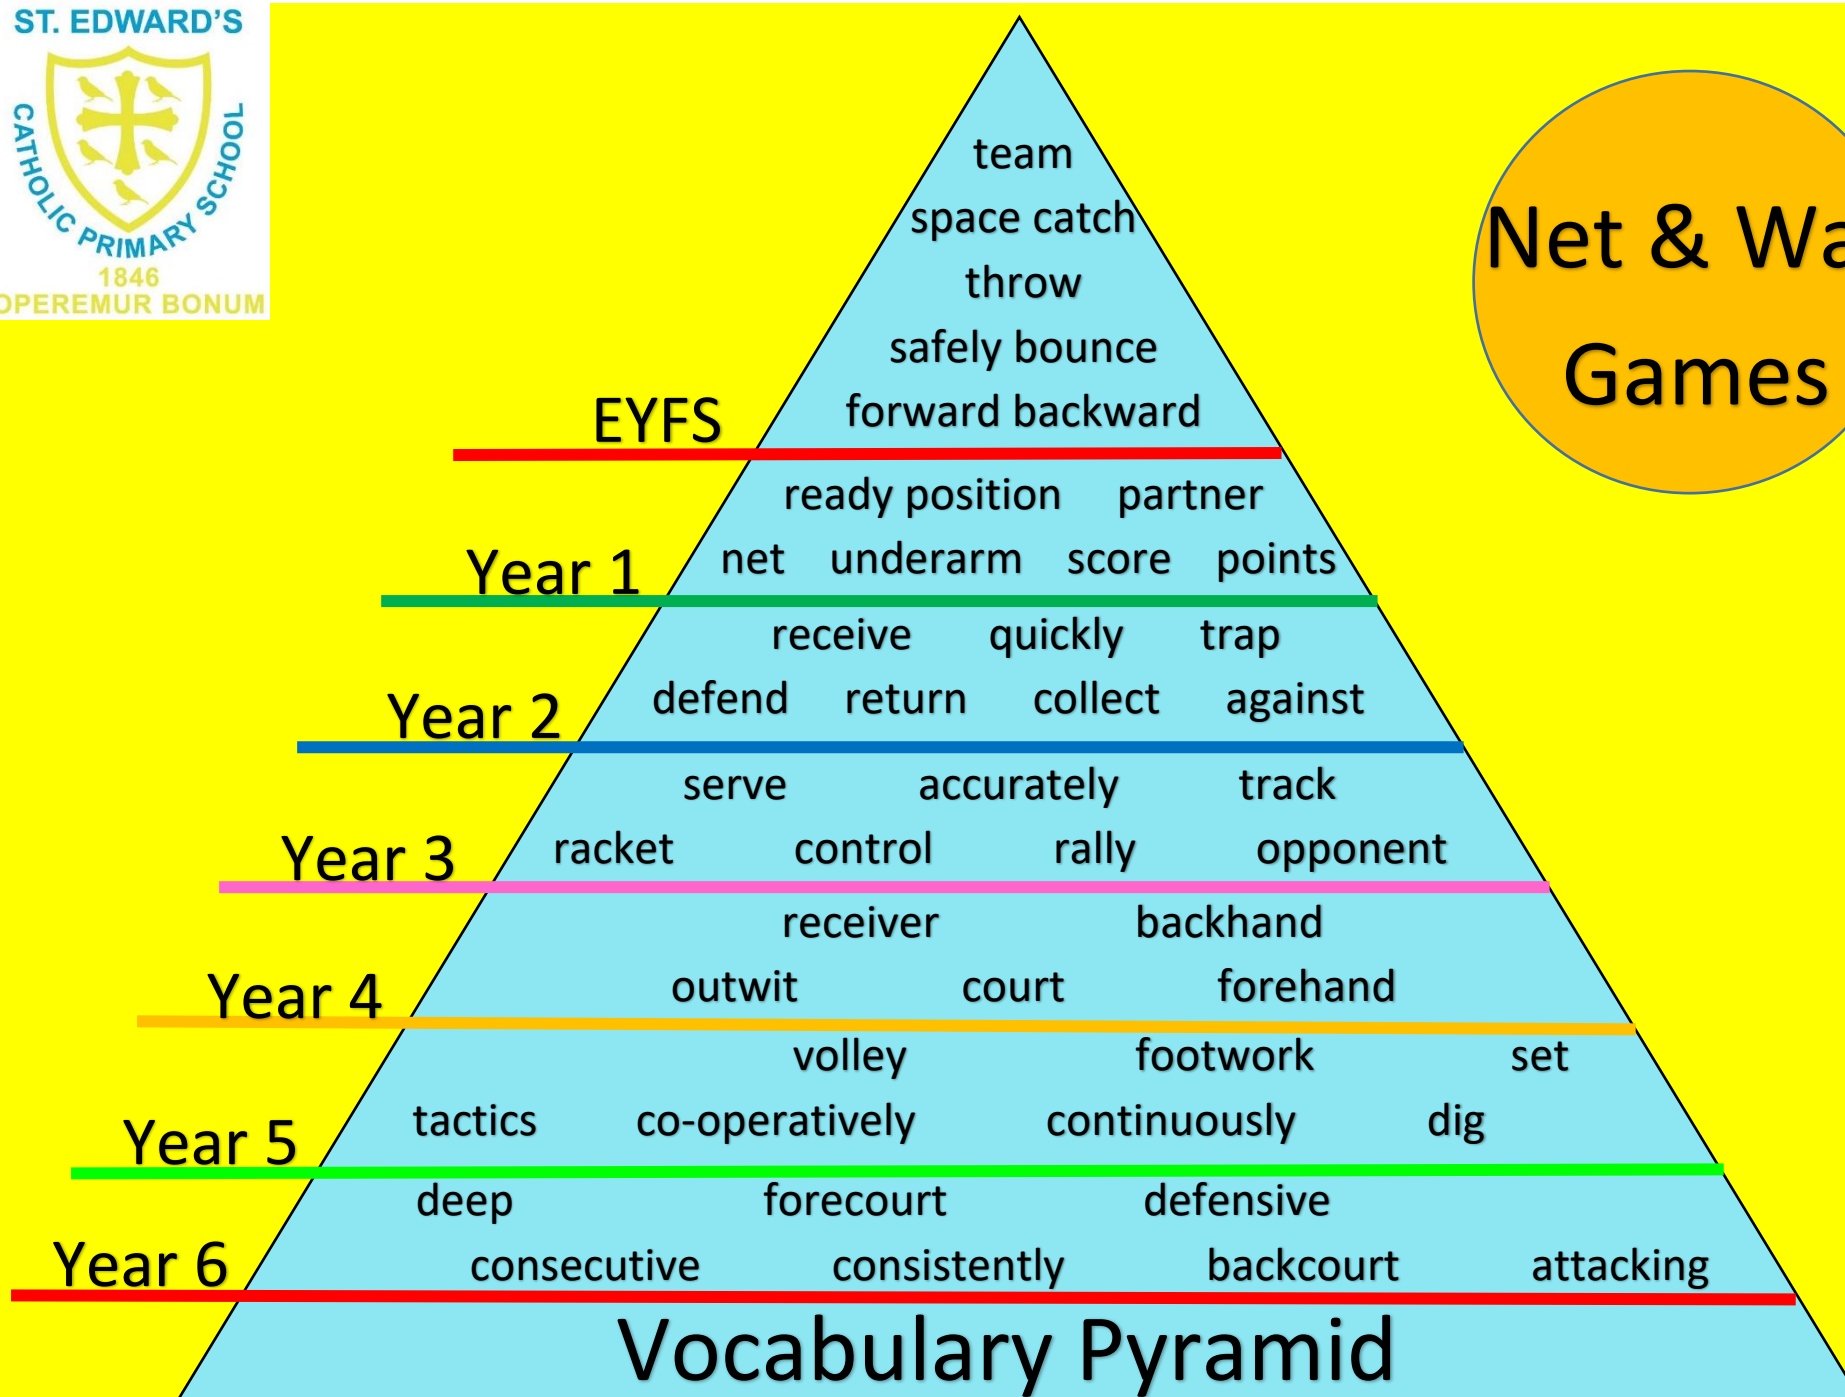 ST. EDWARD'S
CATHOLIC PRIMARY SCHOOL
1846
OPEREMUR BONUM
Net & Wa
Games
team
space catch
throw
safely bounce
forward backward
EYFS
ready position partner
Year 1 net underarm score points
receive quickly trap
Year 2 defend return collect against
serve accurately track
Year 3 racket control rally opponent
receiver backhand
Year 4 outwit court forehand
volley footwork set
Year 5 tactics co-operatively continuously dig
deep forecourt defensive
Year 6 consecutive consistently backcourt attacking
Vocabulary Pyramid